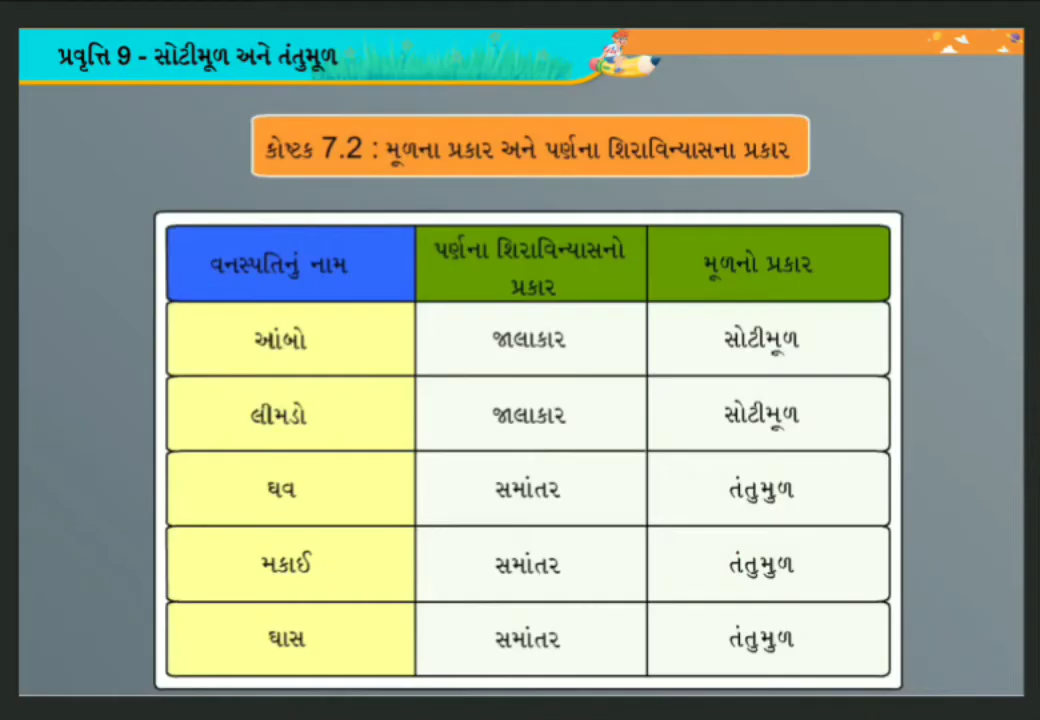 પ્રવૃત્તિ 9 - સોટીમૂળ અને તંતુમૂળ
કોષ્ટક 7.2 : મૂળના પ્રકાર અને પર્ણના શિરાવિન્યાસના પ્રકાર
વનસ્પતિનું નામ
પર્ણના શિરાવિન્યાસનો
પ્રકાર
મૂળનો પ્રકાર
આંબો જાલાકાર સોટીમૂળ
લીમડો જાલાકાર સોટીમૂળ
ઘવ સમાંતર તંતુમુળ
મકાઈ સમાંતર તંતુમુળ
ઘાસ સમાંતર તંતુમુળ